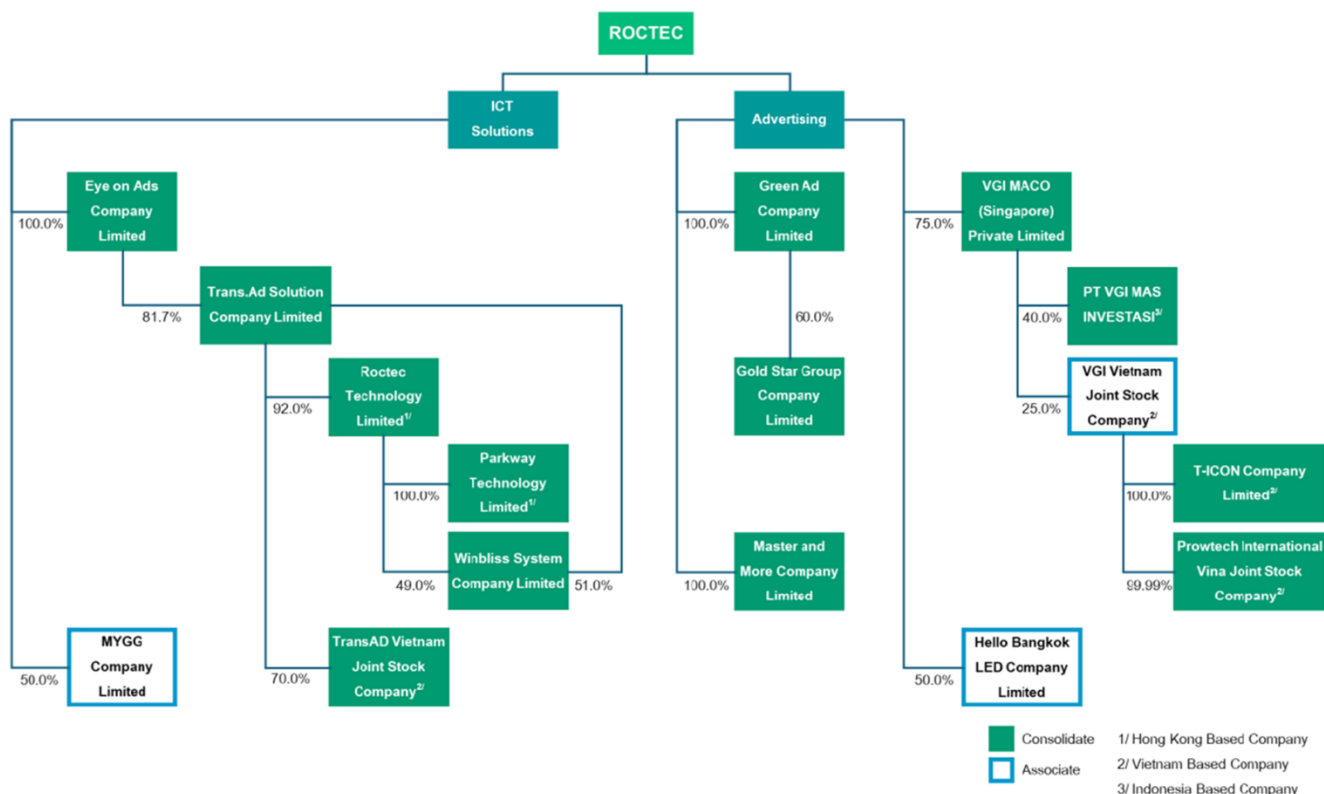 ROCTEC
ICT
Solutions
Advertising
Eye on Ads
Company
Limited
100.0%
Trans.Ad Solution
Company Limited
81.7%
Roctec
Technology
Limited1/
92.0%
Parkway
Technology
Limited1/
100.0%
Winbliss System
Company Limited
49.0%
51.0%
TransAD Vietnam
Joint Stock
Company2/
70.0%
MYGG
Company
Limited
50.0%
Green Ad
Company
Limited
100.0%
60.0%
Gold Star Group
Company
Limited
Master and
More Company
Limited
100.0%
VGI MACO
(Singapore)
Private Limited
75.0%
PT VGI MAS
INVESTASI3/
40.0%
VGI Vietnam
Joint Stock
Company2/
25.0%
T-ICON Company
Limited2/
100.0%
Prowtech International
Vina Joint Stock
Company2/
99.99%
Hello Bangkok
LED Company
Limited
50.0%
Consolidate
Associate
1/ Hong Kong Based Company
2/ Vietnam Based Company
3/ Indonesia Based Company